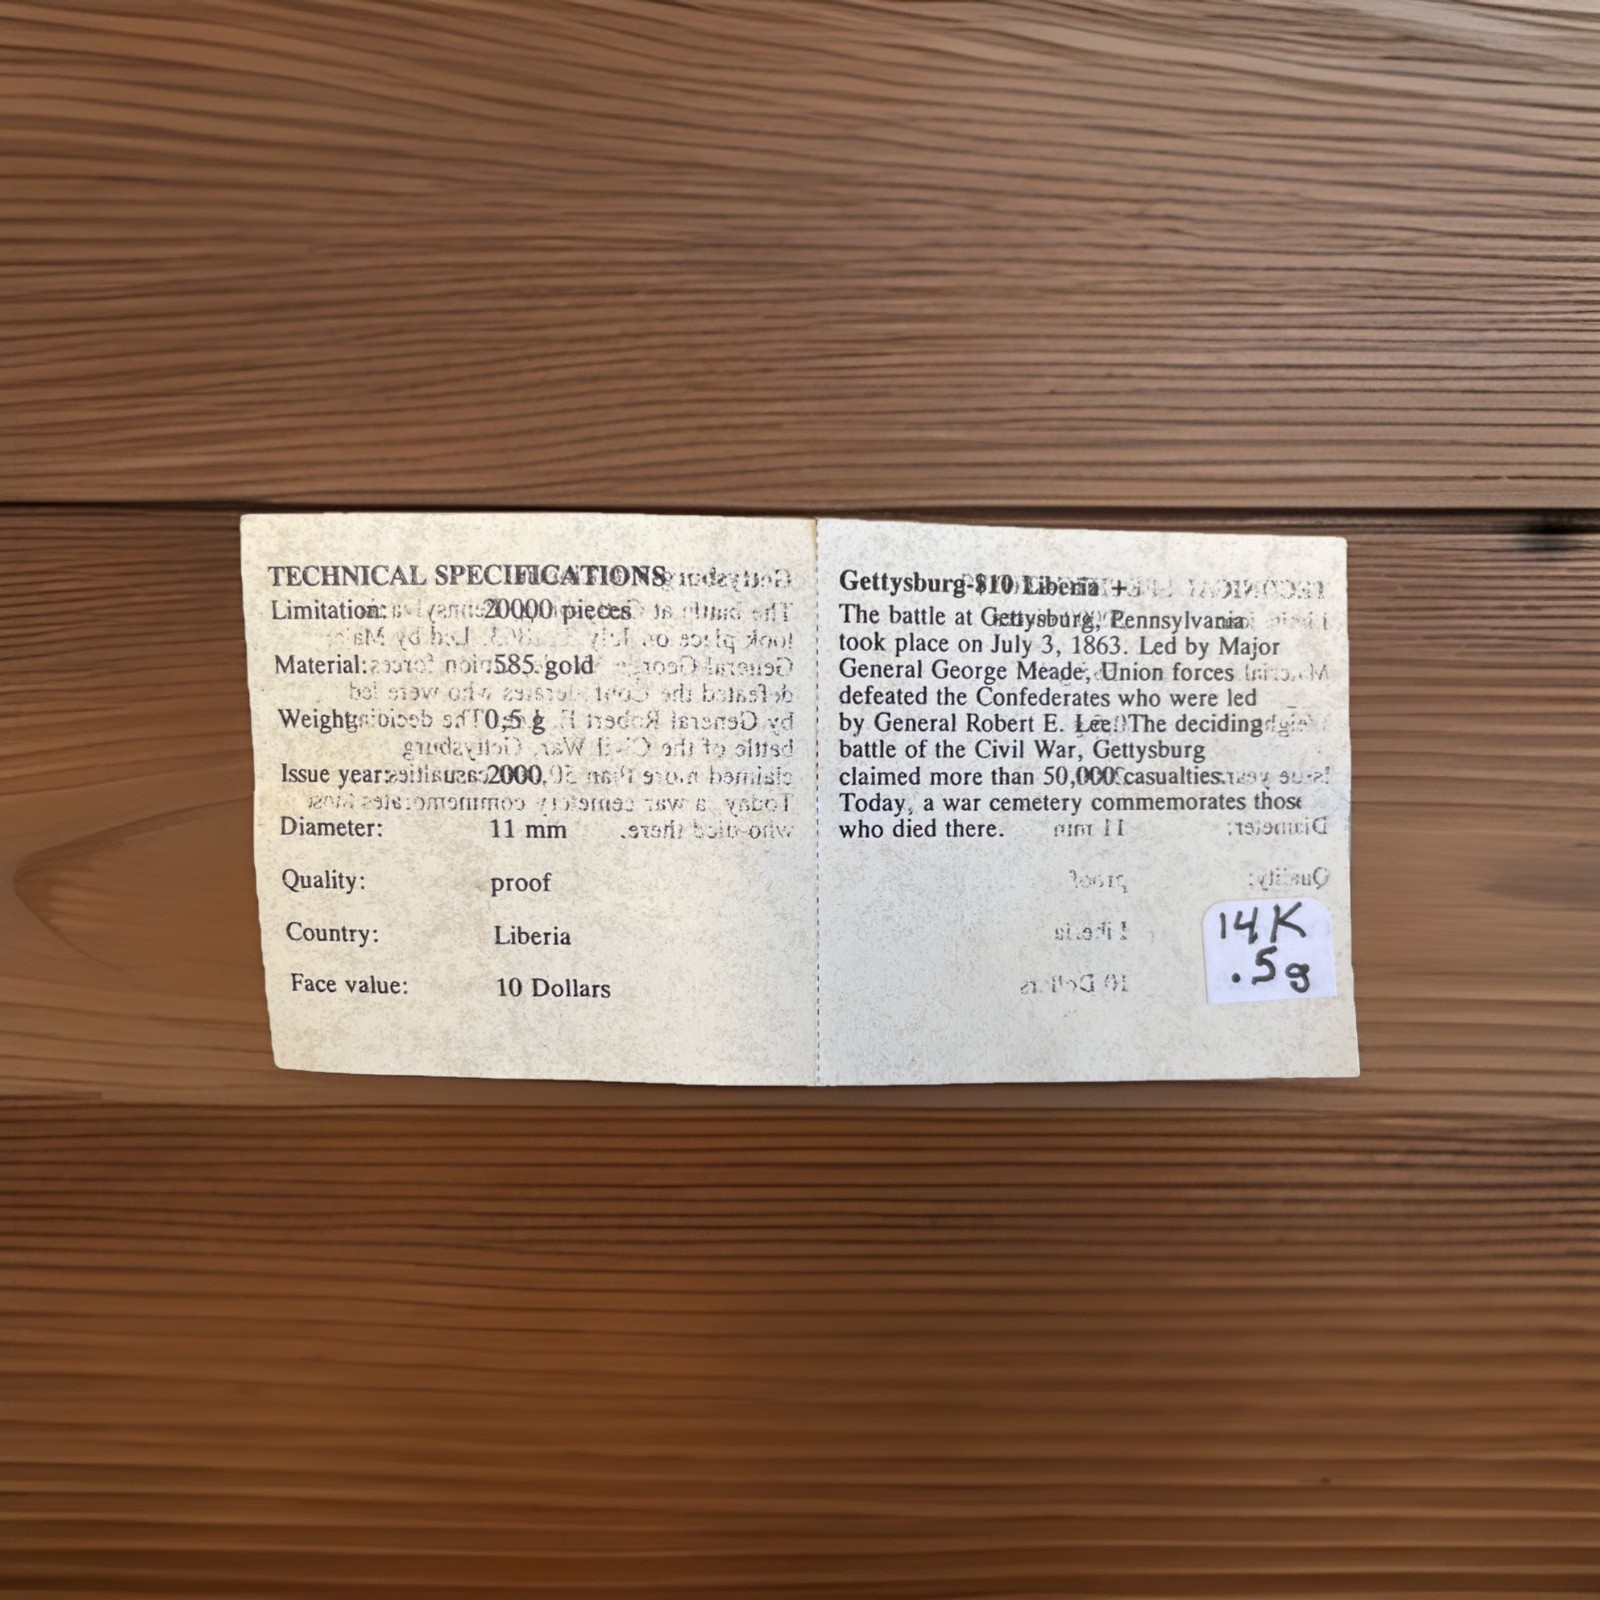 TECHNICAL SPECIFICATIONS
Limitation: 20000 pieces
Material: 585 gold
Weight: 0,5 g
Issue year: 2000
Diameter: 11 mm
Quality: proof
Country: Liberia
Face value: 10 Dollars
Gettysburg-$10 Liberia +
The battle at Gettysburg, Pennsylvania
took place on July 3, 1863. Led by Major
General George Meade, Union forces
defeated the Confederates who were led
by General Robert E. Lee. The deciding
battle of the Civil War, Gettysburg
claimed more than 50,000 casualties.
Today, a war cemetery commemorates those
who died there.
14K
.5g